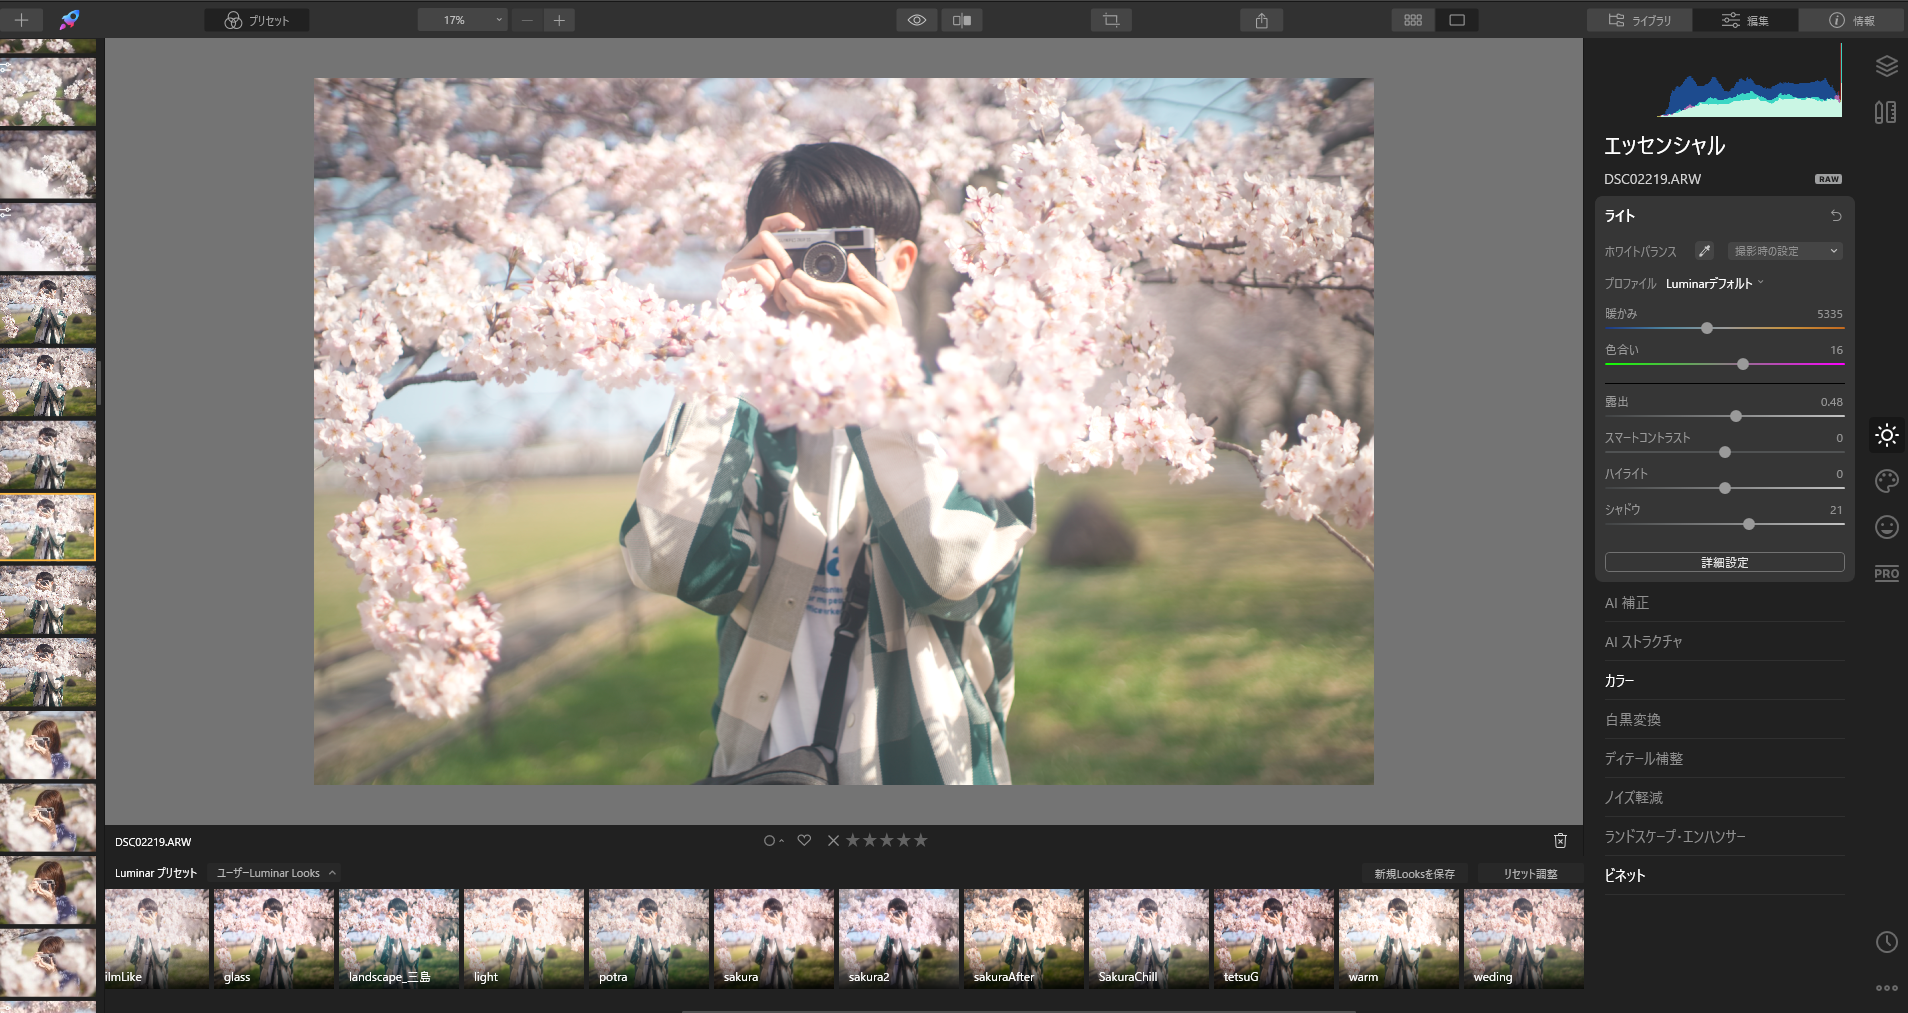 プリセット
17%
ライブラリ
編集
情報
エッセンシャル
DSC02219.ARW
RAW
ライト
ホワイトバランス
撮影時の設定
プロファイル Luminarデフォルト
暖かみ 5335
色合い 16
露出 0.48
スマートコントラスト 0
ハイライト 0
シャドウ 21
詳細設定
AI 補正
AI ストラクチャ
カラー
白黒変換
ディテール補整
ノイズ軽減
ランドスケープ・エンハンサー
ビネット
PRO
DSC02219.ARW
Luminar プリセット
ユーザーLuminar Looks
新規Looksを保存
リセット調整
ilmLike
glass
landscape_三島
light
potra
sakura
sakura2
sakuraAfter
SakuraChill
tetsuG
warm
weding